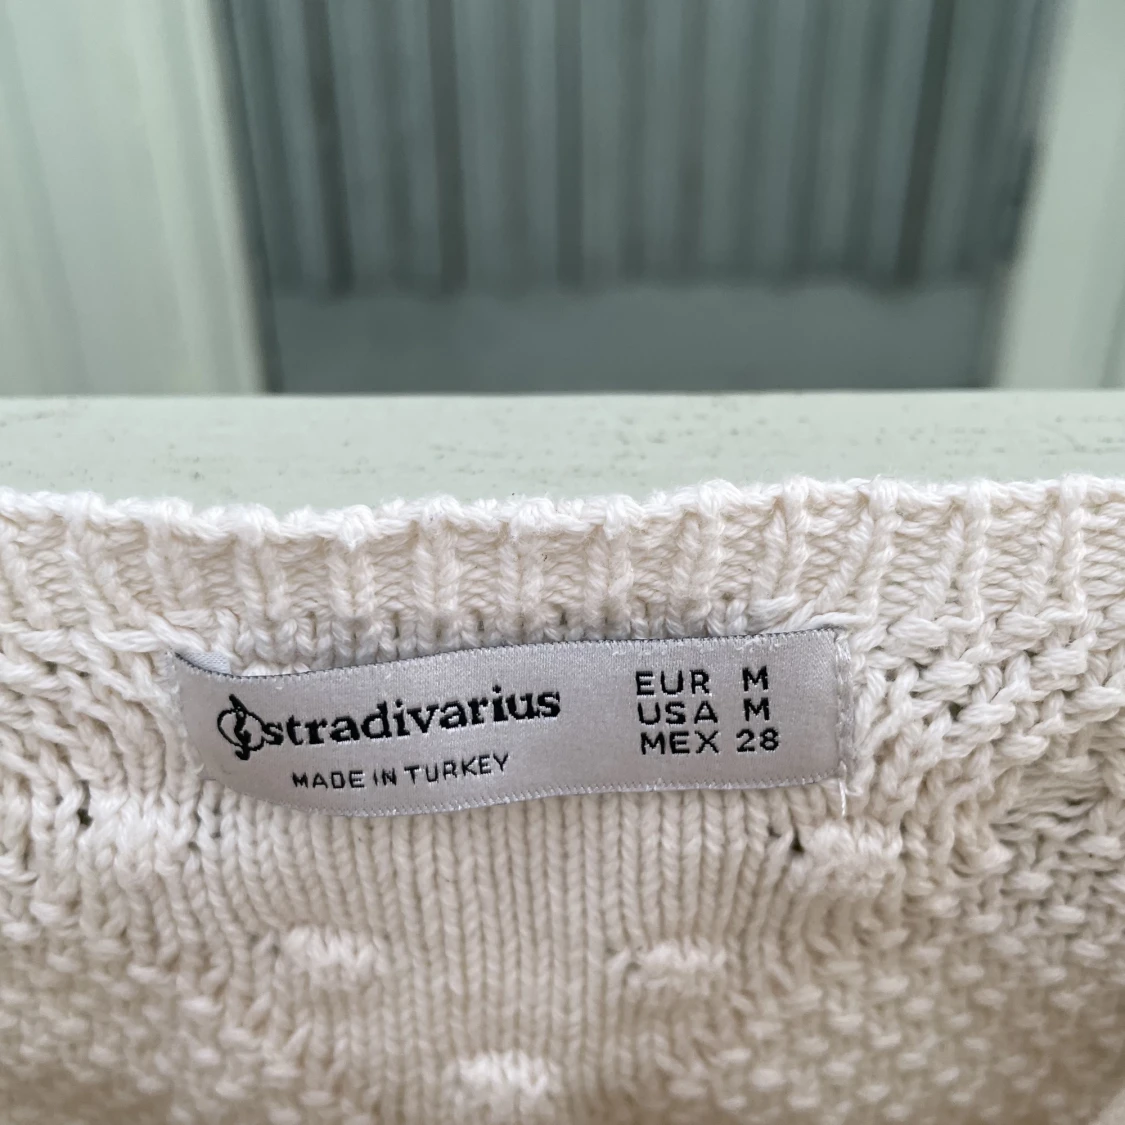 stradivarius
MADE IN TURKEY
EUR M
USA M
MEX 28